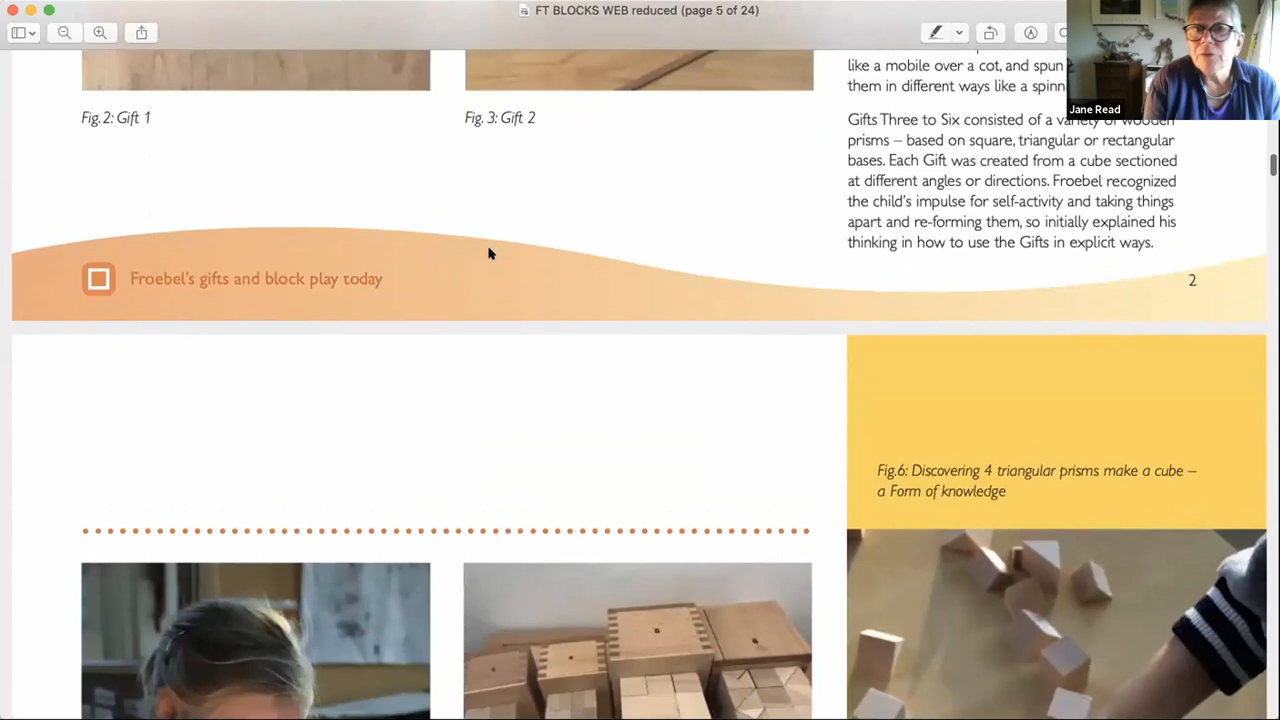 FT BLOCKS WEB reduced (page 5 of 24)
Jane Read
like a mobile over a cot, and spun
them in different ways like a
Gifts Three to Six consisted of a variety of wooden
prisms – based on square, triangular or rectangular
bases. Each Gift was created from a cube sectioned
at different angles or directions. Froebel recognized
the child's impulse for self-activity and taking things
apart and re-forming them, so initially explained his
thinking in how to use the Gifts in explicit ways.
Fig.2: Gift 1
Fig. 3: Gift 2
Froebel's gifts and block play today
2
Fig.6: Discovering 4 triangular prisms make a cube –
a Form of knowledge